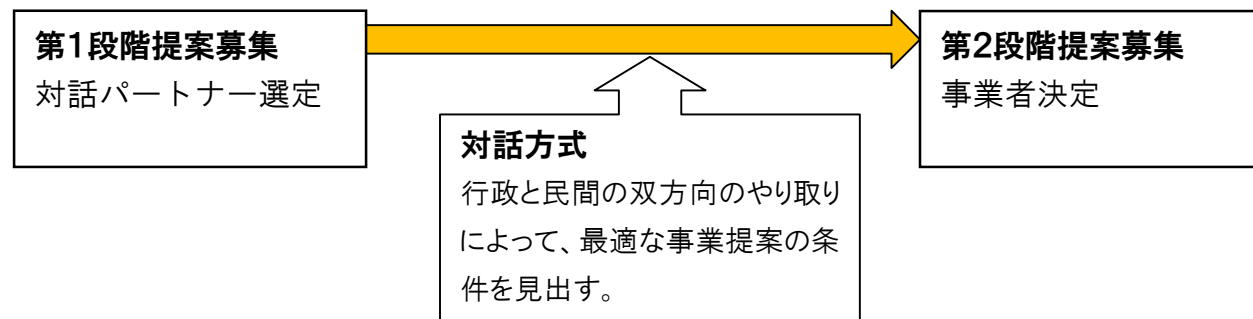 第1段階提案募集
対話パートナー選定
第2段階提案募集
事業者決定
対話方式
行政と民間の双方向のやり取り
によって、最適な事業提案の条
件を見出す。